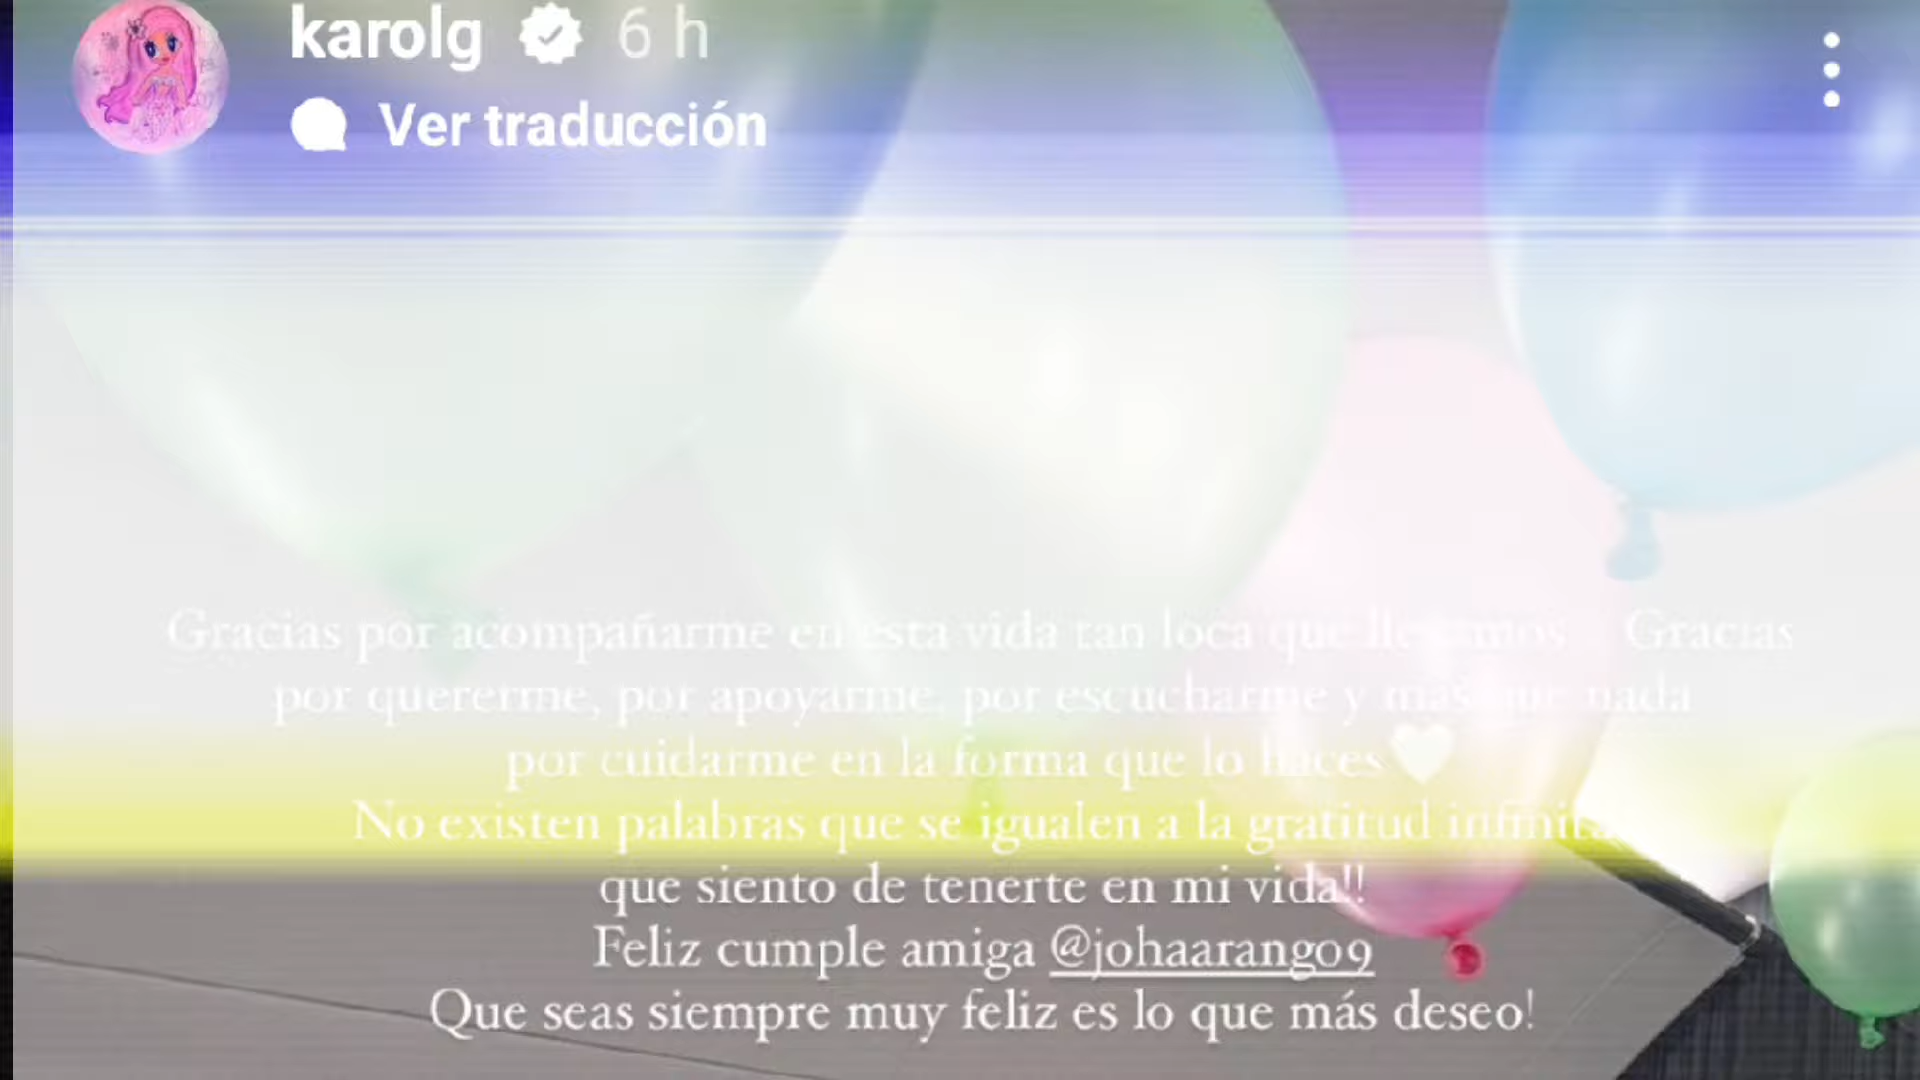 karolg 6 h
Ver traducción
Gracias por acompañarme en esta vida tan loca que llevamos... Gracias
por quererme, por apoyarme, por escucharme y más que nada
por cuidarme en la forma que lo haces
No existen palabras que se igualen a la gratitud infinita
que siento de tenerte en mi vida!!
Feliz cumple amiga @johaarango9
Que seas siempre muy feliz es lo que más deseo!